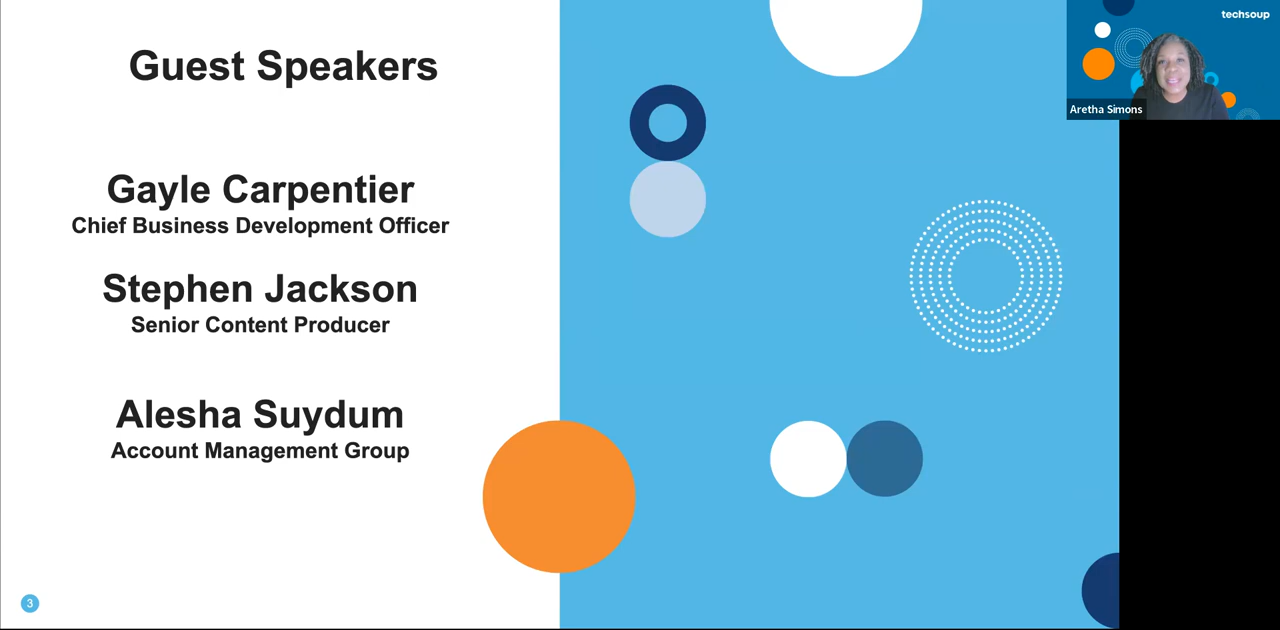 Guest Speakers
Gayle Carpentier
Chief Business Development Officer
Stephen Jackson
Senior Content Producer
Alesha Suydum
Account Management Group
3
techsoup
Aretha Simons